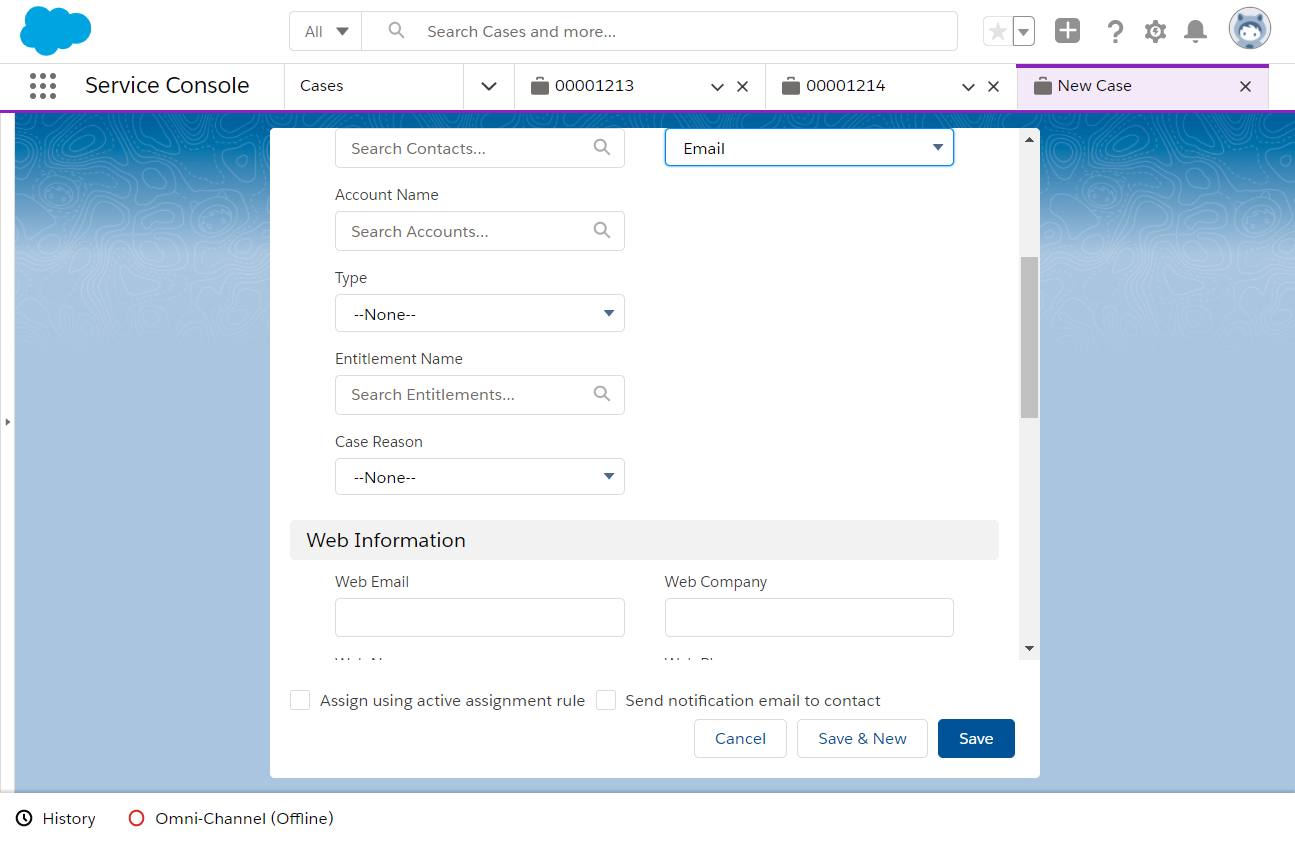 All
Search Cases and more...
Service Console
Cases
00001213
00001214
New Case
Search Contacts...
Email
Account Name
Search Accounts...
Type
--None--
Entitlement Name
Search Entitlements...
Case Reason
--None--
Web Information
Web Email
Web Company
Assign using active assignment rule
Send notification email to contact
Cancel
Save & New
Save
History
Omni-Channel (Offline)